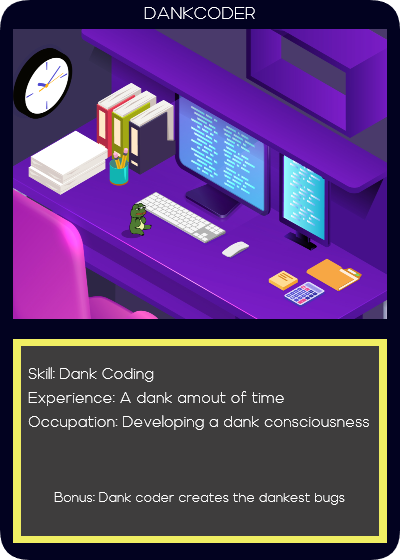 DANKCODER
Skill: Dank Coding
Experience: A dank amout of time
Occupation: Developing a dank consciousness
Bonus: Dank coder creates the dankest bugs